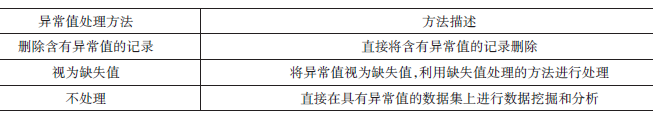 异常值处理方法 方法描述
删除含有异常值的记录 直接将含有异常值的记录删除
视为缺失值 将异常值视为缺失值,利用缺失值处理的方法进行处理
不处理 直接在具有异常值的数据集上进行数据挖掘和分析